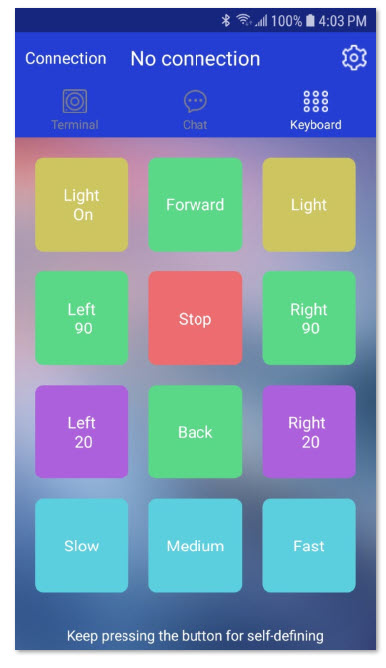 100% 4:03 PM
Connection No connection
Terminal Chat Keyboard
Light On Forward Light
Left 90 Stop Right 90
Left 20 Back Right 20
Slow Medium Fast
Keep pressing the button for self-defining